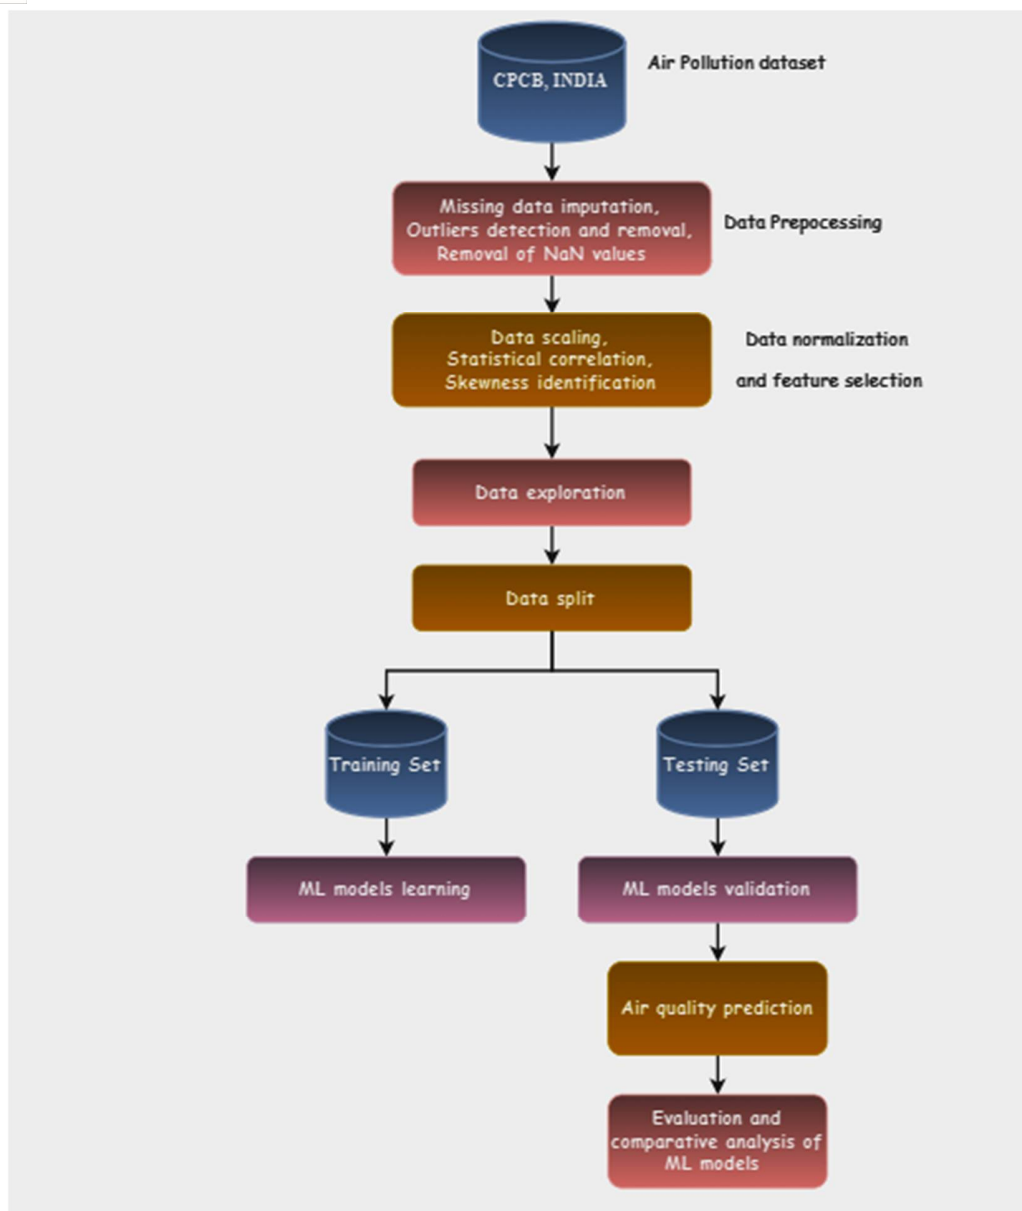 CPCB, INDIA
Air Pollution dataset
Missing data imputation,
Outliers detection and removal,
Removal of NaN values
Data Prepocessing
Data scaling,
Statistical correlation,
Skewness identification
Data normalization
and feature selection
Data exploration
Data split
Training Set
Testing Set
ML models learning
ML models validation
Air quality prediction
Evaluation and
comparative analysis of
ML models